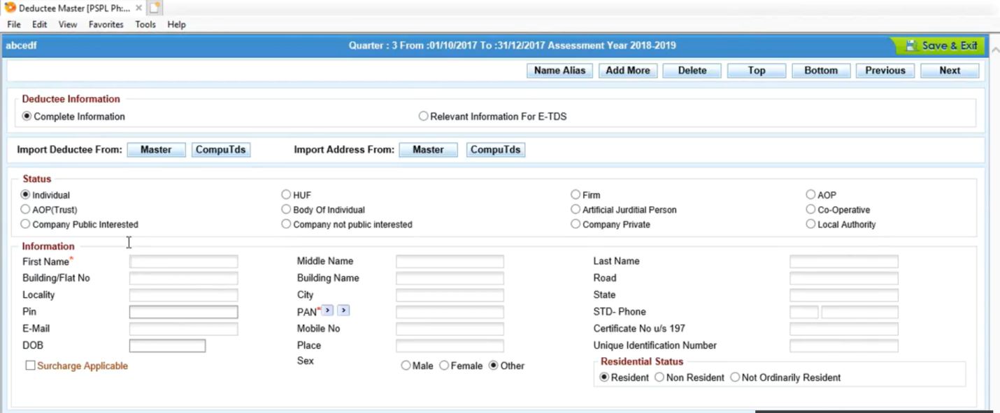 Deductee Master [PSPL Ph:...
File Edit View Favorites Tools Help
abcedf Quarter : 3 From :01/10/2017 To :31/12/2017 Assessment Year 2018-2019 Save & Exit
Name Alias Add More Delete Top Bottom Previous Next
Deductee Information
Complete Information Relevant Information For E-TDS
Import Deductee From: Master CompuTds Import Address From: Master CompuTds
Status
Individual HUF Firm AOP
AOP(Trust) Body Of Individual Artificial Jurditial Person Co-Operative
Company Public Interested Company not public interested Company Private Local Authority
Information
First Name* Middle Name Last Name
Building/Flat No Building Name Road
Locality City State
Pin PAN* > > STD- Phone
E-Mail Mobile No Certificate No u/s 197
DOB Place Unique Identification Number
Surcharge Applicable Sex Male Female Other Residential Status
Resident Non Resident Not Ordinarily Resident